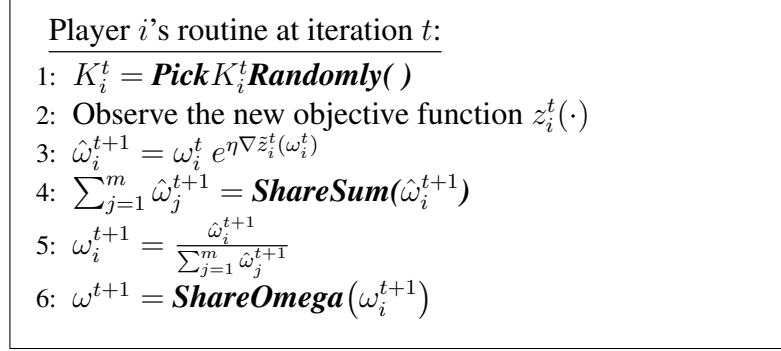 Player i's routine at iteration t:
1: K_i^t = PickK_i^tRandomly( )
2: Observe the new objective function z_i^t(·)
3: ω̂_i^{t+1} = ω_i^t e^{η∇z̃_i^t(ω_i^t)}
4: ∑_{j=1}^m ω̂_j^{t+1} = ShareSum(ω̂_i^{t+1})
5: ω_i^{t+1} = ω̂_i^{t+1} / ∑_{j=1}^m ω̂_j^{t+1}
6: ω^{t+1} = ShareOmega(ω_i^{t+1})